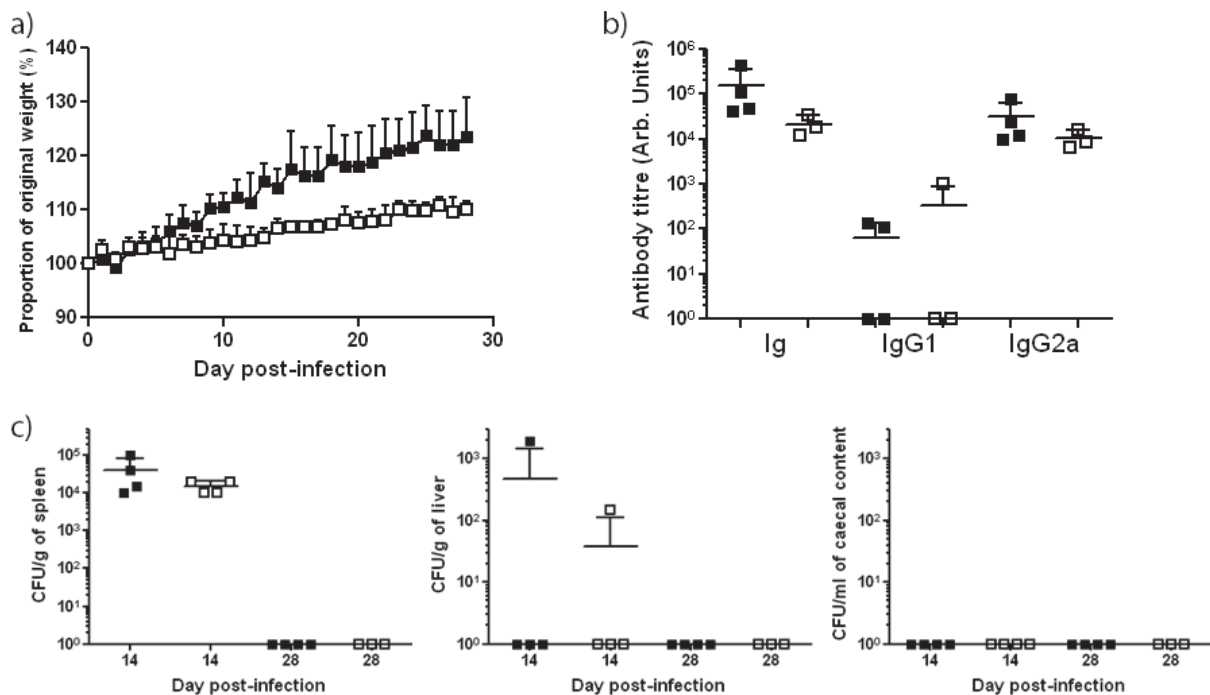 a)
Proportion of original weight (%)
140
130
120
110
100
90
0
10
20
30
Day post-infection
b)
Antibody titre (Arb. Units)
10⁶
10⁵
10⁴
10³
10²
10¹
10⁰
Ig
IgG1
IgG2a
c)
CFU/g of spleen
10⁵
10⁴
10³
10²
10¹
10⁰
14
14
28
28
Day post-infection
CFU/g of liver
10³
10²
10¹
10⁰
14
14
28
28
Day post-infection
CFU/ml of caecal content
10³
10²
10¹
10⁰
14
14
28
28
Day post-infection